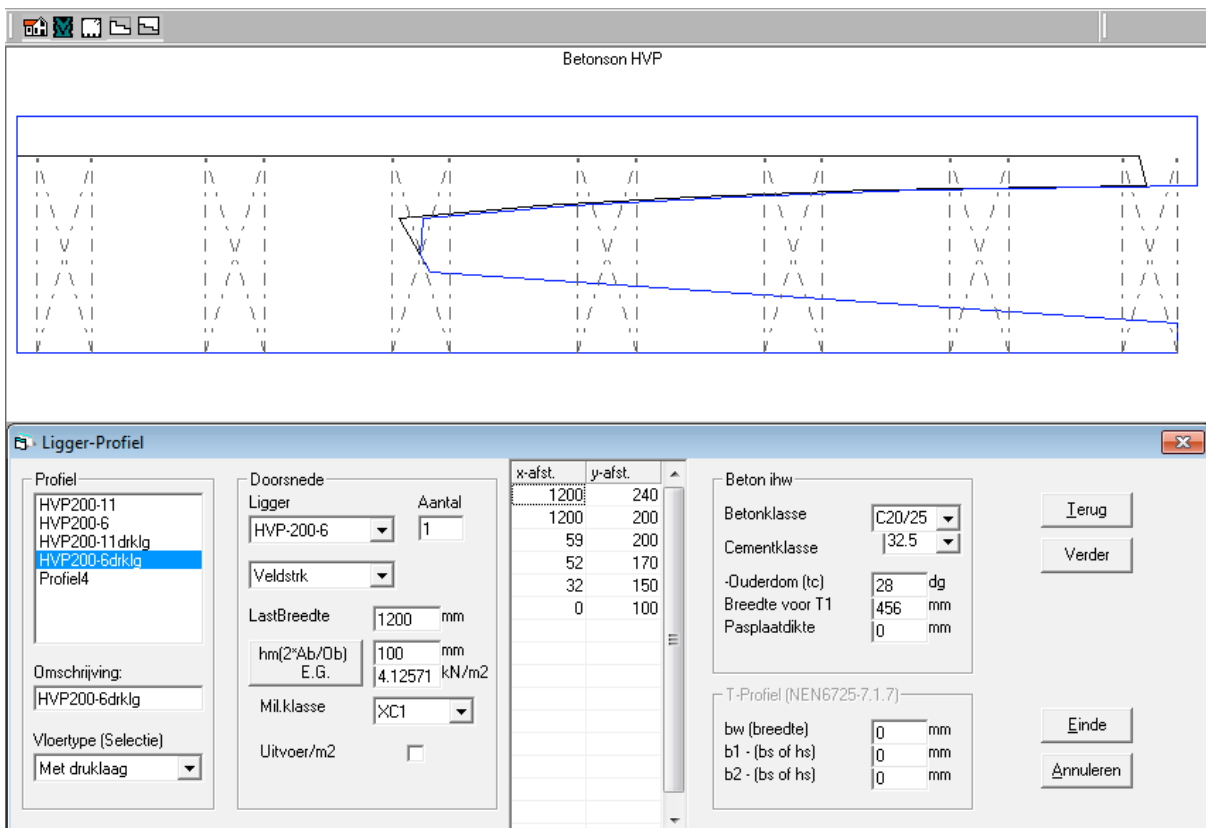 Betonson HVP
Ligger-Profiel
Profiel
HVP200-11
HVP200-6
HVP200-11drklg
HVP200-6drklg
Profiel4
Omschrijving:
HVP200-6drklg
Vloertype (Selectie)
Met druklaag
Doorsnede
Ligger Aantal
HVP-200-6 1
Veldstrk
LastBreedte 1200 mm
hm(2*Ab/Ob) 100 mm
E.G. 4.12571 kN/m2
Mil.klasse XC1
Uitvoer/m2
x-afst. y-afst.
1200 240
1200 200
59 200
52 170
32 150
0 100
Beton ihw
Betonklasse C20/25
Cementklasse 32.5
-Ouderdom (tc) 28 dg
Breedte voor T1 456 mm
Pasplaatdikte 0 mm
T-Profiel (NEN6725-7.1.7)
bw (breedte) 0 mm
b1 - (bs of hs) 0 mm
b2 - (bs of hs) 0 mm
Terug
Verder
Einde
Annuleren